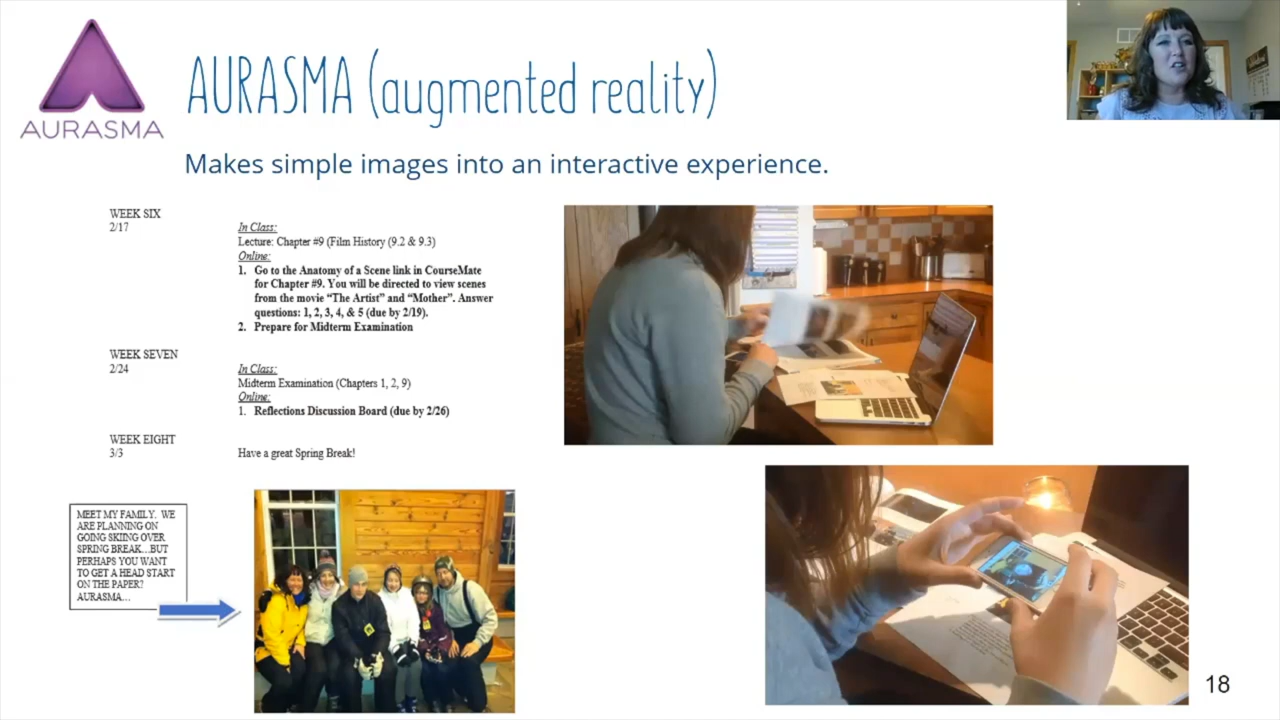 AURASMA
AURASMA (augmented reality)
Makes simple images into an interactive experience.
WEEK SIX
2/17
In Class:
Lecture: Chapter #9 (Film History (9.2 & 9.3)
Online:
1. Go to the Anatomy of a Scene link in CourseMate
for Chapter #9. You will be directed to view scenes
from the movie “The Artist” and “Mother”. Answer
questions: 1, 2, 3, 4, & 5 (due by 2/19).
2. Prepare for Midterm Examination
WEEK SEVEN
2/24
In Class:
Midterm Examination (Chapters 1, 2, 9)
Online:
1. Reflections Discussion Board (due by 2/26)
WEEK EIGHT
3/3
Have a great Spring Break!
MEET MY FAMILY. WE
ARE PLANNING ON
GOING SKIING OVER
SPRING BREAK...BUT
PERHAPS YOU WANT
TO GET A HEAD START
ON THE PAPER?
AURASMA...
18